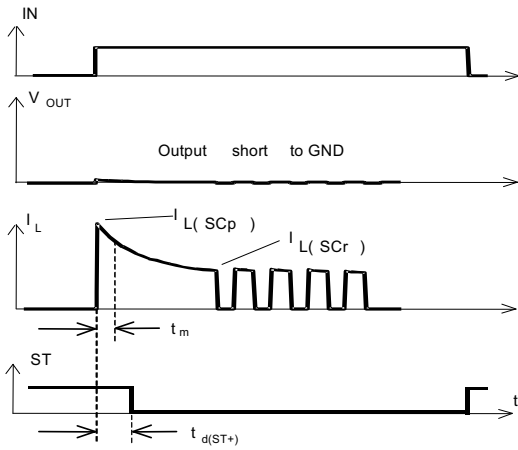 IN
V OUT
Output short to GND
I L
I L( SCp )
I L( SCr )
t m
ST
t
t d(ST+)